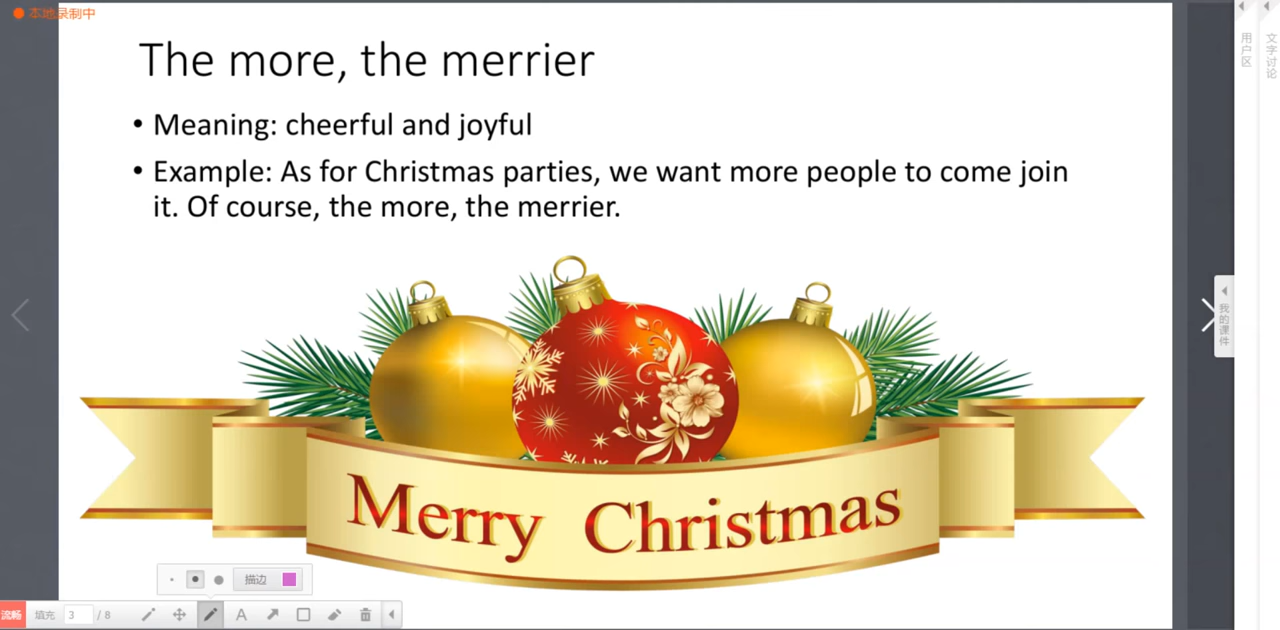 本地录制中
The more, the merrier
• Meaning: cheerful and joyful
• Example: As for Christmas parties, we want more people to come join
it. Of course, the more, the merrier.
Merry Christmas
用户区
文字讨论
我的课件
描边
流畅
填充 3 / 8
A